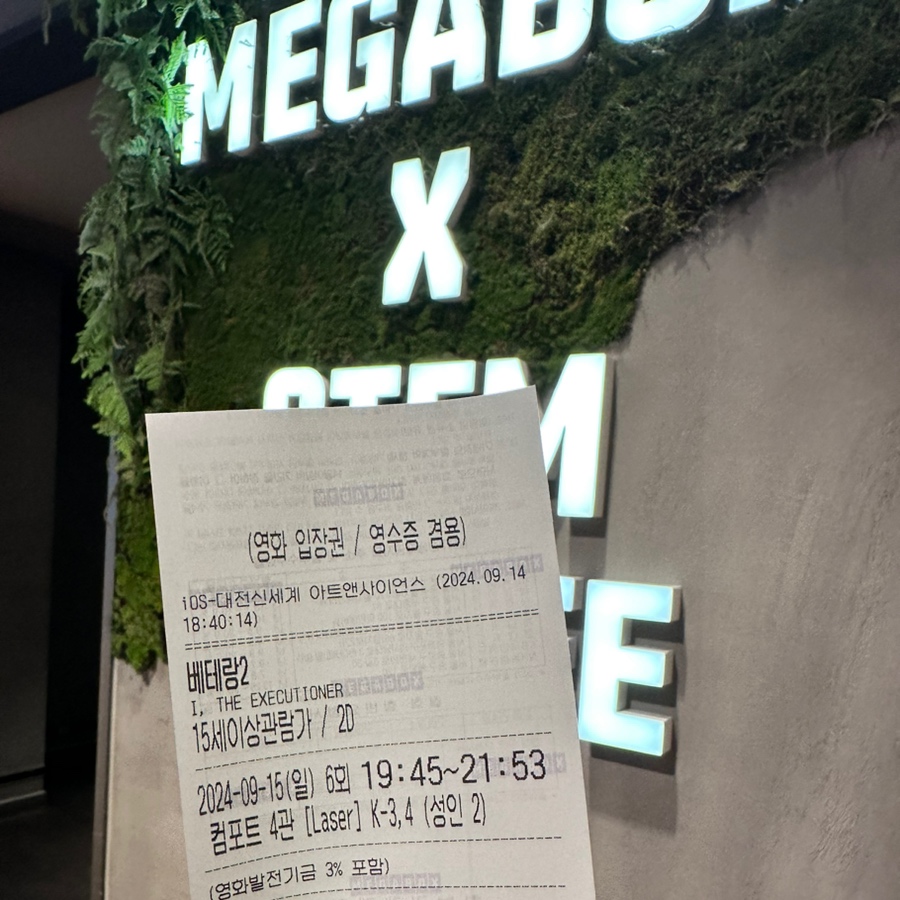 MEGABOX
X
STEM
E
(영화 입장권 / 영수증 겸용)
iOS-대전신세계 아트앤사이언스 (2024.09.14
18:40:14)
베테랑2
I, THE EXECUTIONER
15세이상관람가 / 2D
2024-09-15(일) 6회 19:45~21:53
컴포트 4관 [Laser] K-3,4 (성인 2)
(영화발전기금 3% 포함)